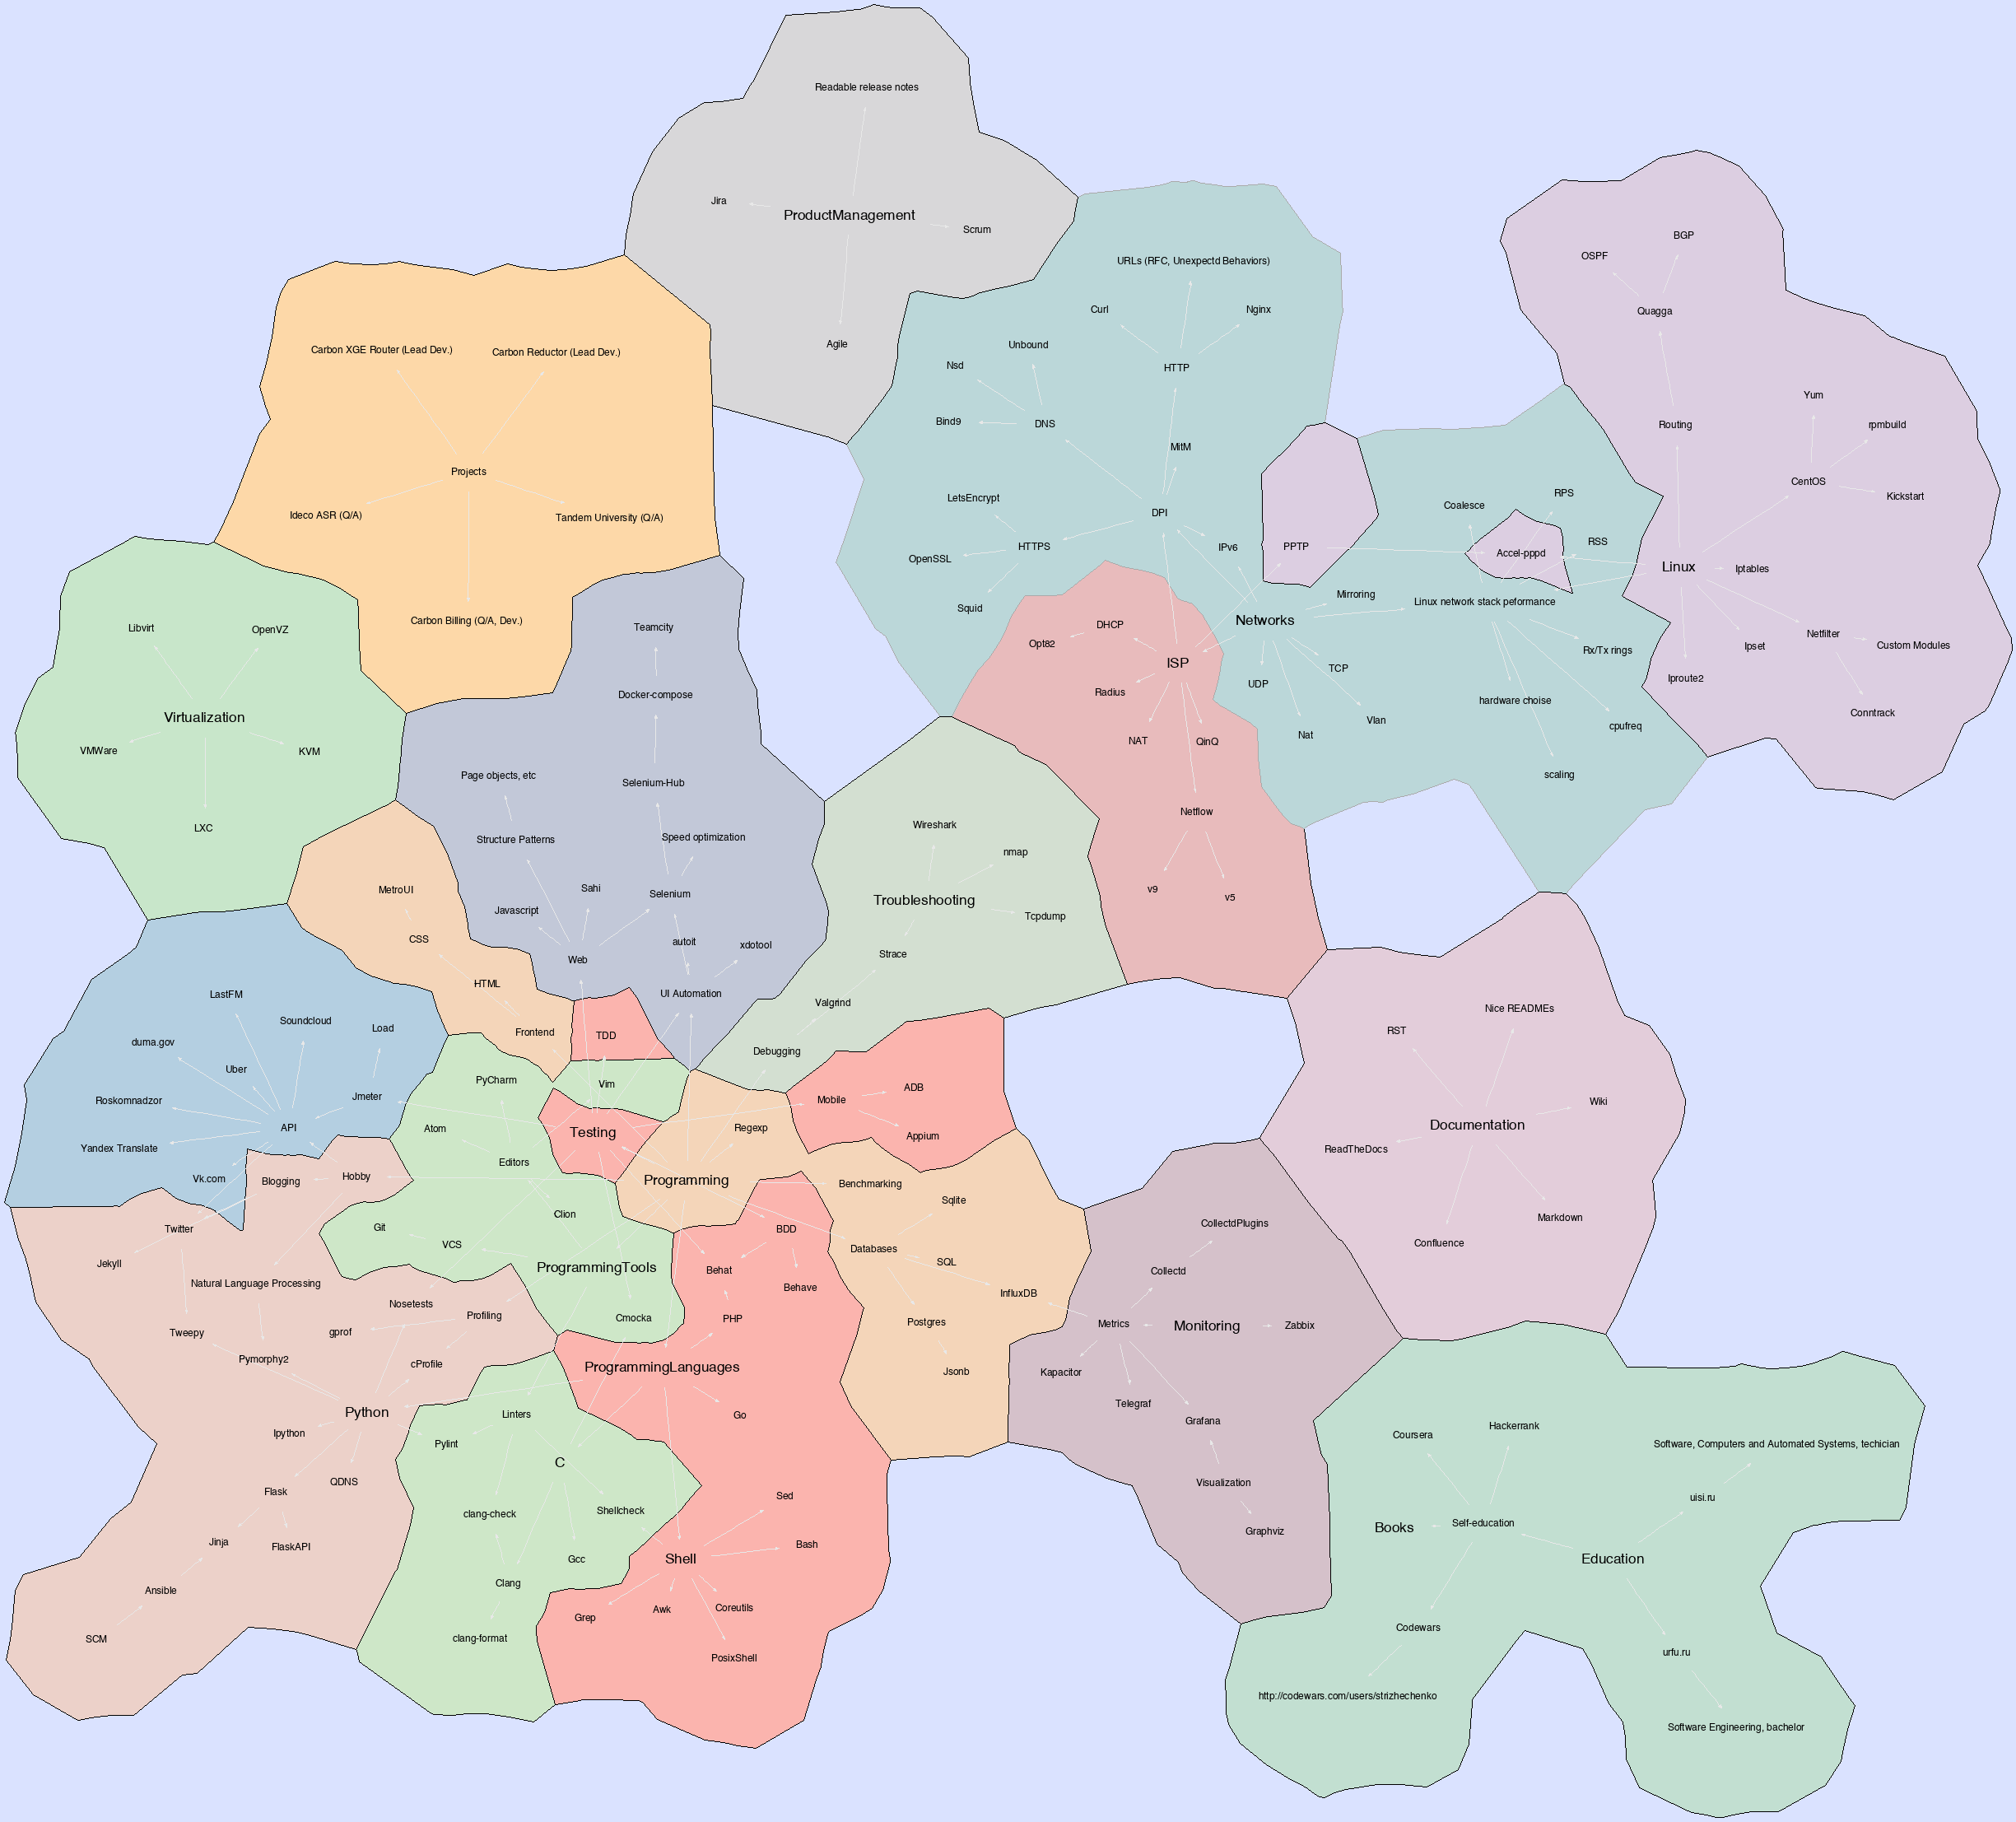 Readable release notes
Jira
ProductManagement
Scrum
Agile
URLs (RFC, Unexpectd Behaviors)
Curl
Nginx
Unbound
Nsd
HTTP
Bind9
DNS
MitM
LetsEncrypt
DPI
HTTPS
IPv6
OpenSSL
Squid
PPTP
Mirroring
Networks
TCP
UDP
Vlan
Nat
Coalesce
RPS
RSS
Accel-pppd
Linux network stack peformance
Rx/Tx rings
hardware choise
cpufreq
scaling
BGP
OSPF
Quagga
Yum
Routing
rpmbuild
CentOS
Kickstart
Linux
Iptables
Netfilter
Custom Modules
Ipset
Iproute2
Conntrack
Carbon XGE Router (Lead Dev.)
Carbon Reductor (Lead Dev.)
Projects
Ideco ASR (Q/A)
Tandem University (Q/A)
Carbon Billing (Q/A, Dev.)
Libvirt
OpenVZ
Virtualization
VMWare
KVM
LXC
Teamcity
Docker-compose
Page objects, etc
Selenium-Hub
Structure Patterns
Speed optimization
Sahi
Selenium
Javascript
autoit
xdotool
Web
UI Automation
DHCP
Opt82
ISP
Radius
NAT
QinQ
Netflow
v9
v5
Wireshark
nmap
Troubleshooting
Tcpdump
Strace
Valgrind
Debugging
MetroUI
CSS
HTML
Frontend
TDD
LastFM
Soundcloud
Load
duma.gov
Uber
Roskomnadzor
Jmeter
API
Yandex Translate
Vk.com
PyCharm
Vim
Atom
Testing
Editors
Mobile
ADB
Appium
Regexp
Programming
Benchmarking
Sqlite
BDD
Databases
SQL
InfluxDB
Postgres
Jsonb
Hobby
Blogging
Twitter
Jekyll
Natural Language Processing
Git
VCS
Clion
ProgrammingTools
Cmocka
Behat
Behave
PHP
ProgrammingLanguages
Go
Nosetests
Profiling
gprof
Tweepy
Pymorphy2
cProfile
Python
Ipython
Linters
Pylint
C
QDNS
Flask
Jinja
FlaskAPI
Ansible
SCM
clang-check
Shellcheck
Gcc
Clang
clang-format
Sed
Bash
Shell
Grep
Awk
Coreutils
PosixShell
Nice READMEs
RST
Wiki
Documentation
ReadTheDocs
Markdown
Confluence
CollectdPlugins
Collectd
Metrics
Monitoring
Zabbix
Kapacitor
Telegraf
Grafana
Visualization
Graphviz
Coursera
Hackerrank
Software, Computers and Automated Systems, techician
uisi.ru
Books
Self-education
Education
Codewars
urfu.ru
http://codewars.com/users/strizhechenko
Software Engineering, bachelor